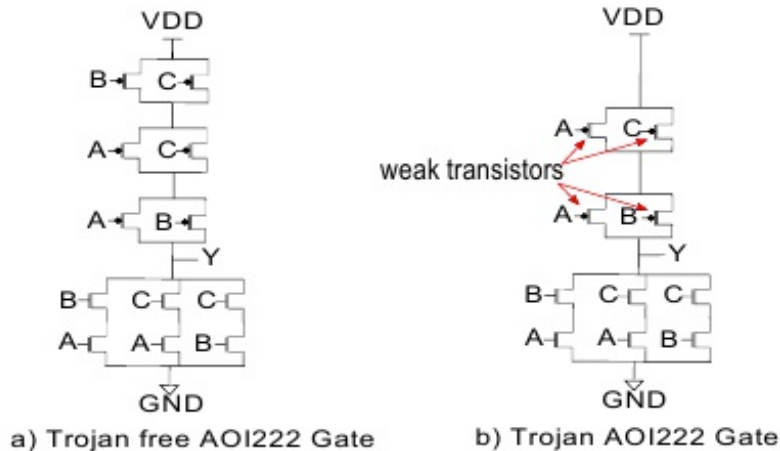 VDD
B C
A C
A B
Y
B C C
A A B
GND
a) Trojan free AOI222 Gate
VDD
A C
weak transistors
A B
Y
B C C
A A B
GND
b) Trojan AOI222 Gate